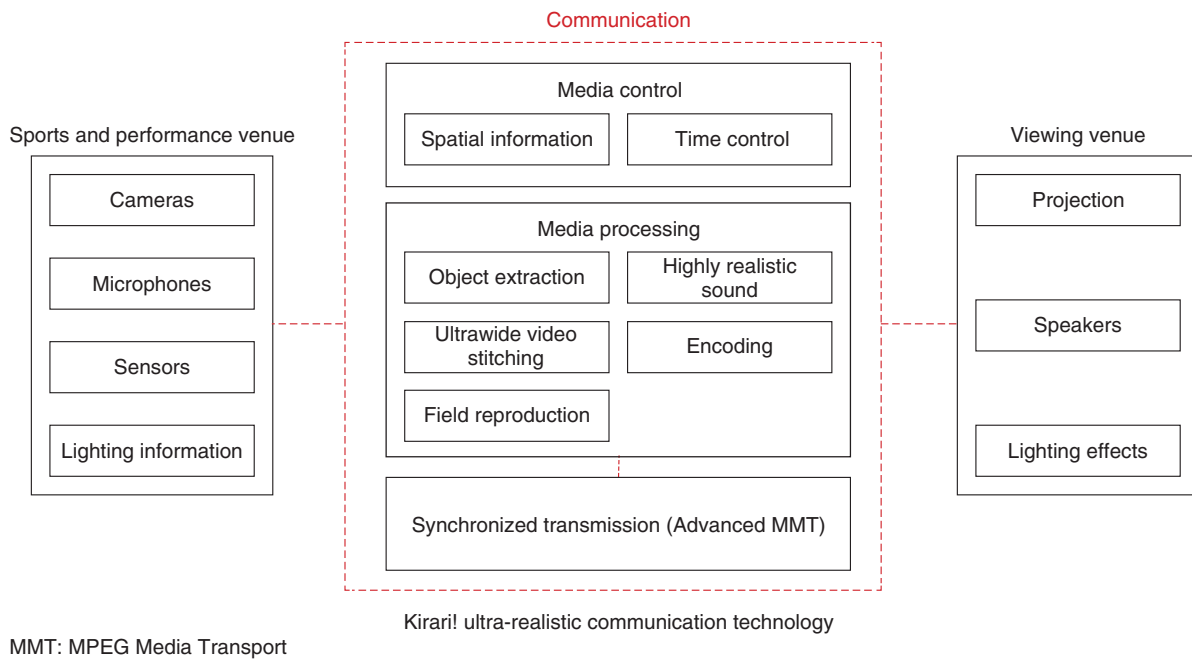 Communication
Sports and performance venue
Cameras
Microphones
Sensors
Lighting information
Media control
Spatial information
Time control
Media processing
Object extraction
Highly realistic
sound
Ultrawide video
stitching
Encoding
Field reproduction
Synchronized transmission (Advanced MMT)
Viewing venue
Projection
Speakers
Lighting effects
Kirari! ultra-realistic communication technology
MMT: MPEG Media Transport